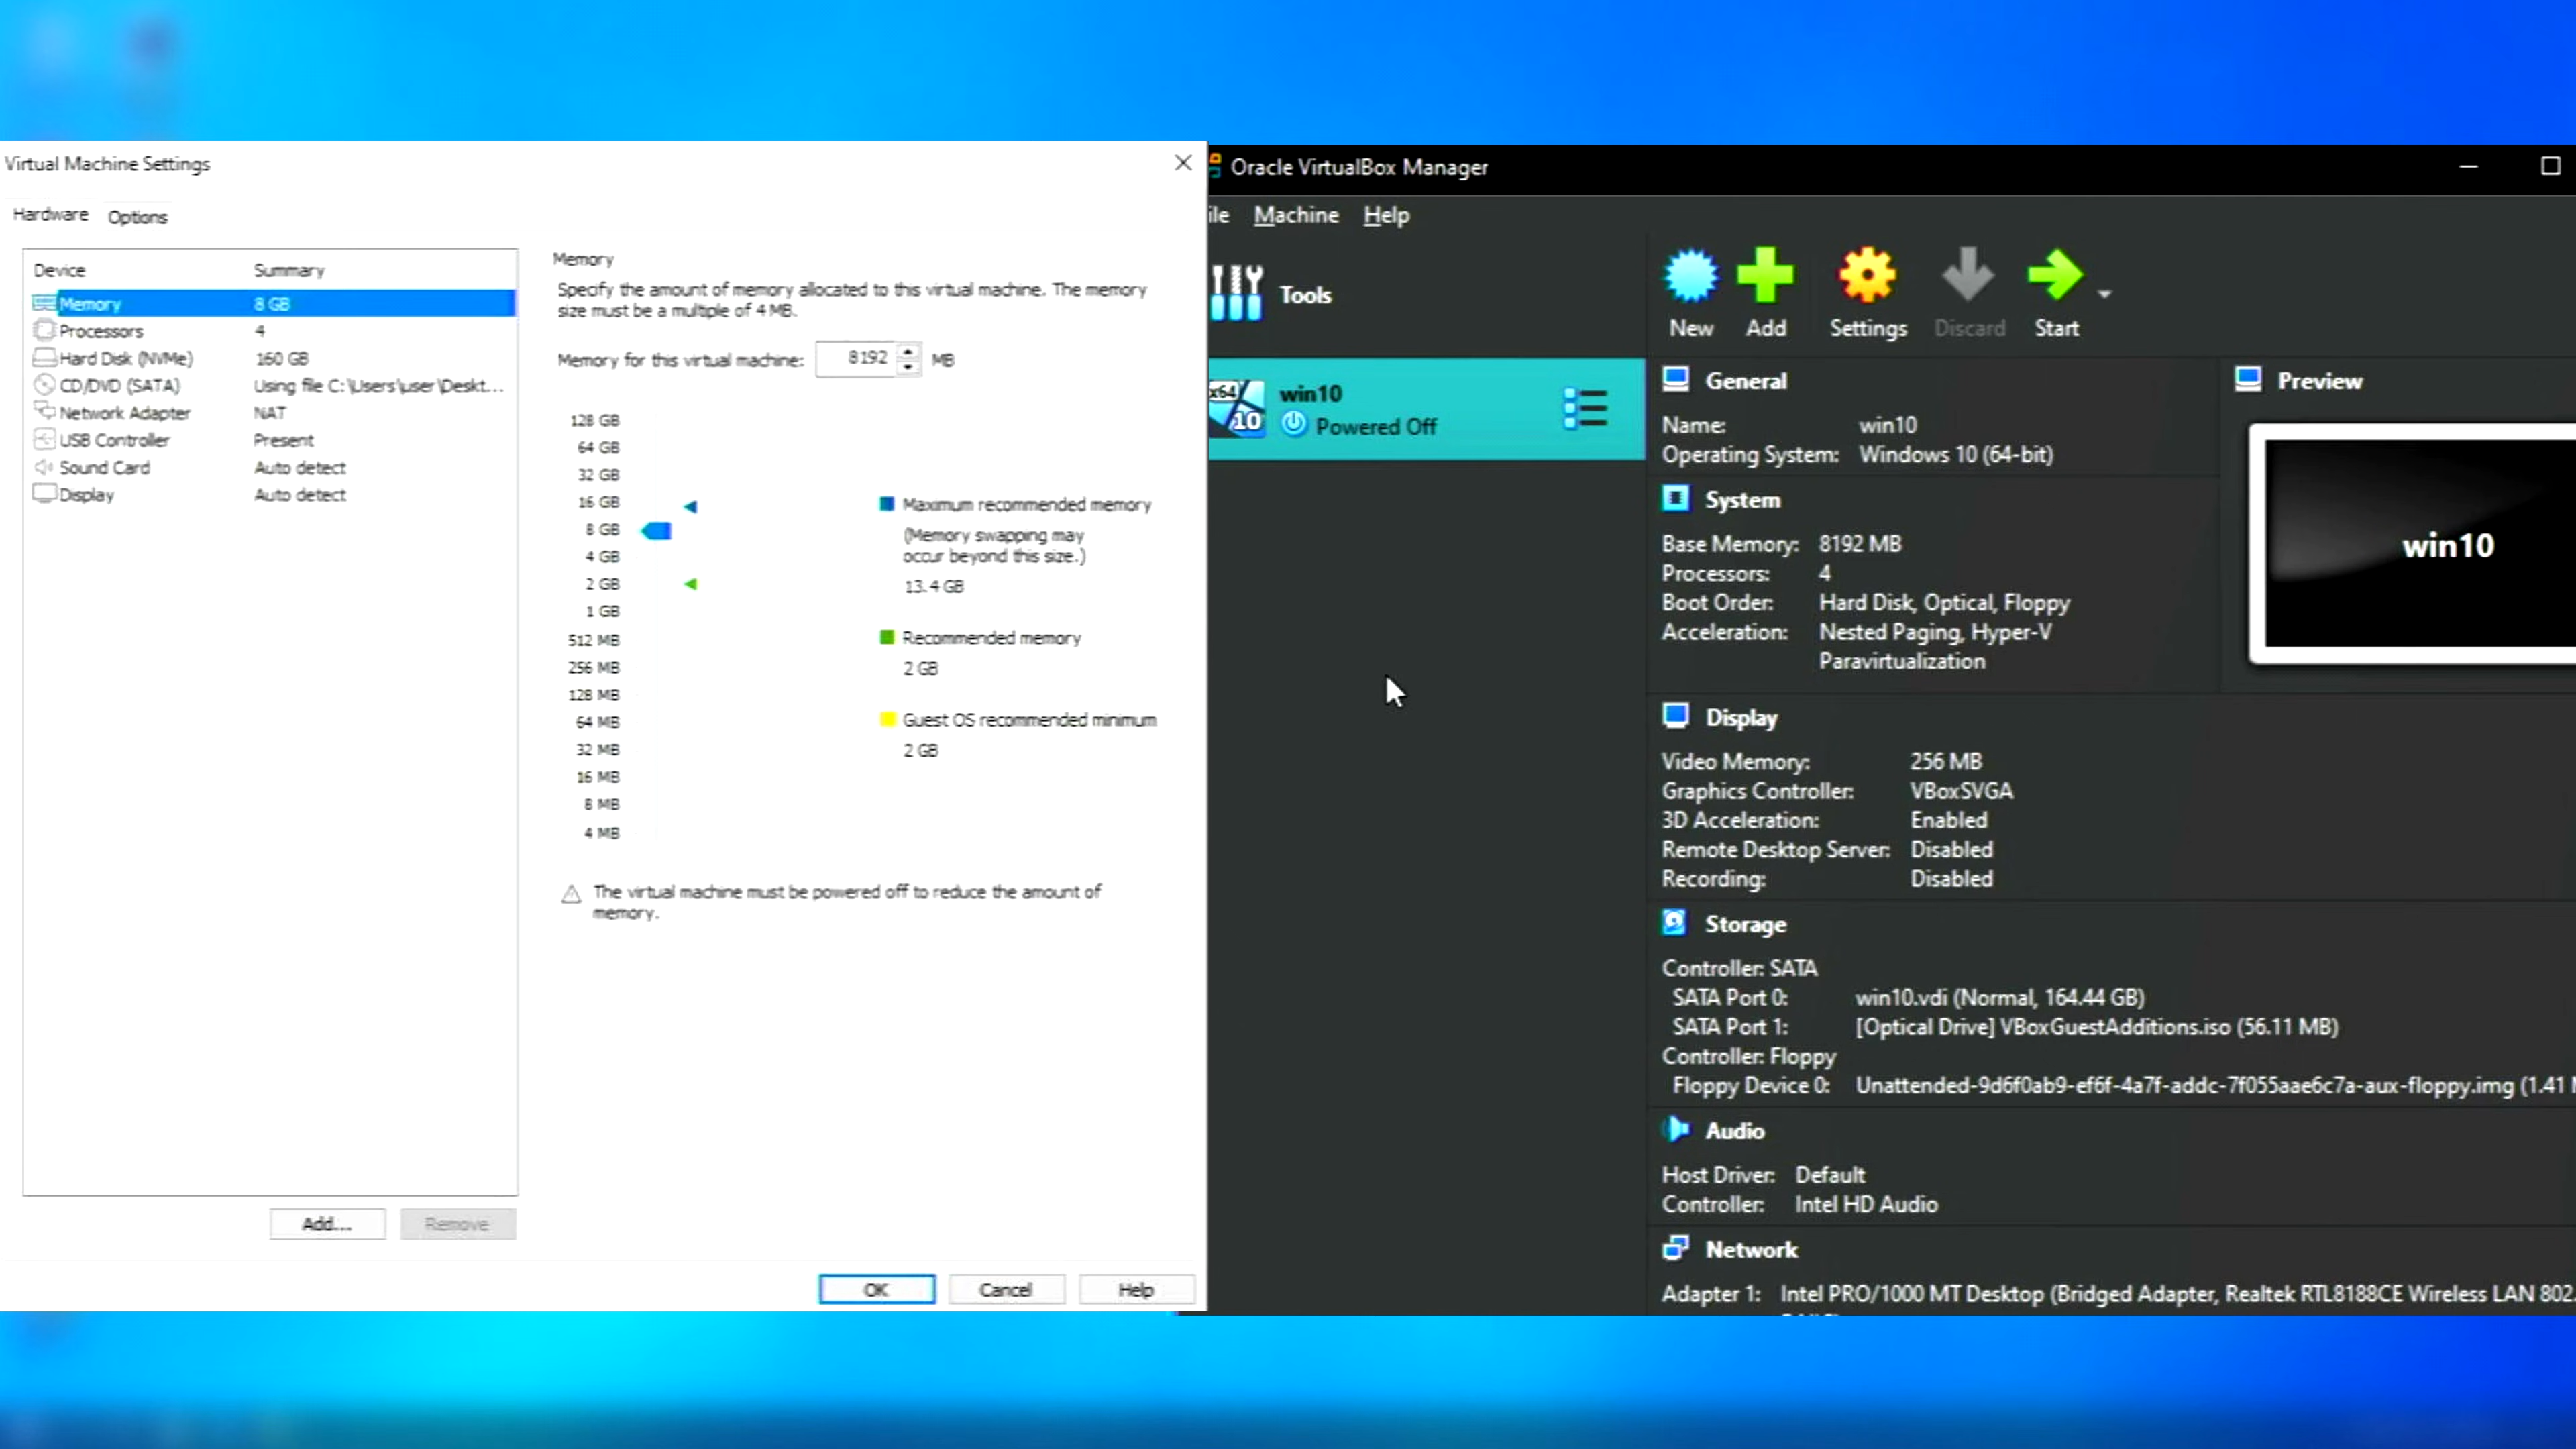 Virtual Machine Settings
Hardware Options
Device Summary
Memory 8 GB
Processors 4
Hard Disk (NVMe) 160 GB
CD/DVD (SATA) Using file C:\Users\user\Deskt...
Network Adapter NAT
USB Controller Present
Sound Card Auto detect
Display Auto detect
Add...
Remove
Memory
Specify the amount of memory allocated to this virtual machine. The memory
size must be a multiple of 4 MB.
Memory for this virtual machine: 8192 MB
128 GB
64 GB
32 GB
16 GB
8 GB
4 GB
2 GB
1 GB
512 MB
256 MB
128 MB
64 MB
32 MB
16 MB
8 MB
4 MB
Maximum recommended memory
(Memory swapping may
occur beyond this size.)
13.4 GB
Recommended memory
2 GB
Guest OS recommended minimum
2 GB
The virtual machine must be powered off to reduce the amount of
memory.
OK Cancel Help
Oracle VirtualBox Manager
ile Machine Help
Tools
New Add Settings Discard Start
x64
10
win10
Powered Off
General
Name: win10
Operating System: Windows 10 (64-bit)
Preview
win10
System
Base Memory: 8192 MB
Processors: 4
Boot Order: Hard Disk, Optical, Floppy
Acceleration: Nested Paging, Hyper-V
Paravirtualization
Display
Video Memory: 256 MB
Graphics Controller: VBoxSVGA
3D Acceleration: Enabled
Remote Desktop Server: Disabled
Recording: Disabled
Storage
Controller: SATA
SATA Port 0: win10.vdi (Normal, 164.44 GB)
SATA Port 1: [Optical Drive] VBoxGuestAdditions.iso (56.11 MB)
Controller: Floppy
Floppy Device 0: Unattended-9d6f0ab9-ef6f-4a7f-addc-7f055aae6c7a-aux-floppy.img (1.41
Audio
Host Driver: Default
Controller: Intel HD Audio
Network
Adapter 1: Intel PRO/1000 MT Desktop (Bridged Adapter, Realtek RTL8188CE Wireless LAN 802.